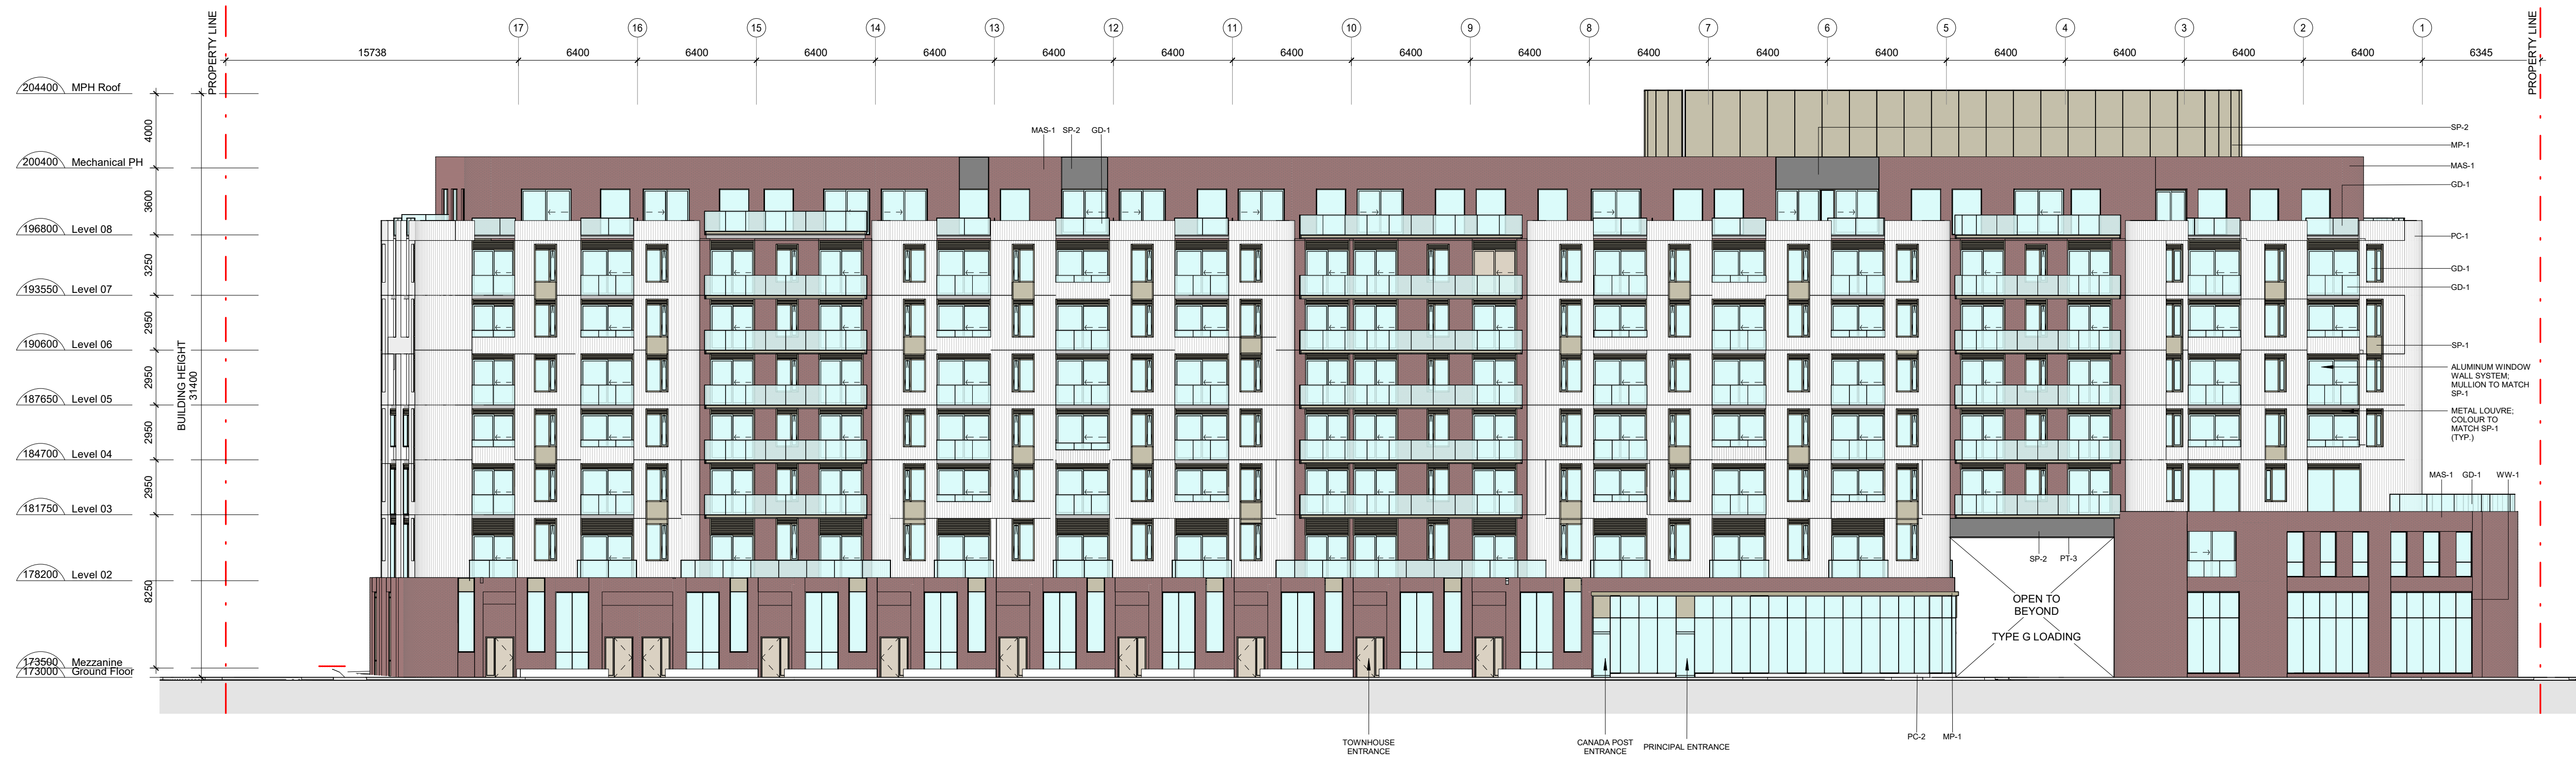 PROPERTY LINE
17 16 15 14 13 12 11 10 9 8 7 6 5 4 3 2 1
PROPERTY LINE
15738 6400 6400 6400 6400 6400 6400 6400 6400 6400 6400 6400 6400 6400 6400 6400 6400 6345
204400 MPH Roof
4000
200400 Mechanical PH
3600
196800 Level 08
3250
193550 Level 07
2950
190600 Level 06
2950
187650 Level 05
2950
184700 Level 04
2950
181750 Level 03
178200 Level 02
8250
173500 Mezzanine
173000 Ground Floor
BUILDING HEIGHT
31400
MAS-1 SP-2 GD-1
SP-2
MP-1
MAS-1
GD-1
PC-1
GD-1
GD-1
SP-1
ALUMINUM WINDOW
WALL SYSTEM;
MULLION TO MATCH
SP-1
METAL LOUVRE;
COLOUR TO
MATCH SP-1
(TYP.)
MAS-1 GD-1 WW-1
SP-2 PT-3
OPEN TO
BEYOND
TYPE G LOADING
TOWNHOUSE
ENTRANCE
CANADA POST
ENTRANCE
PRINCIPAL ENTRANCE
PC-2 MP-1